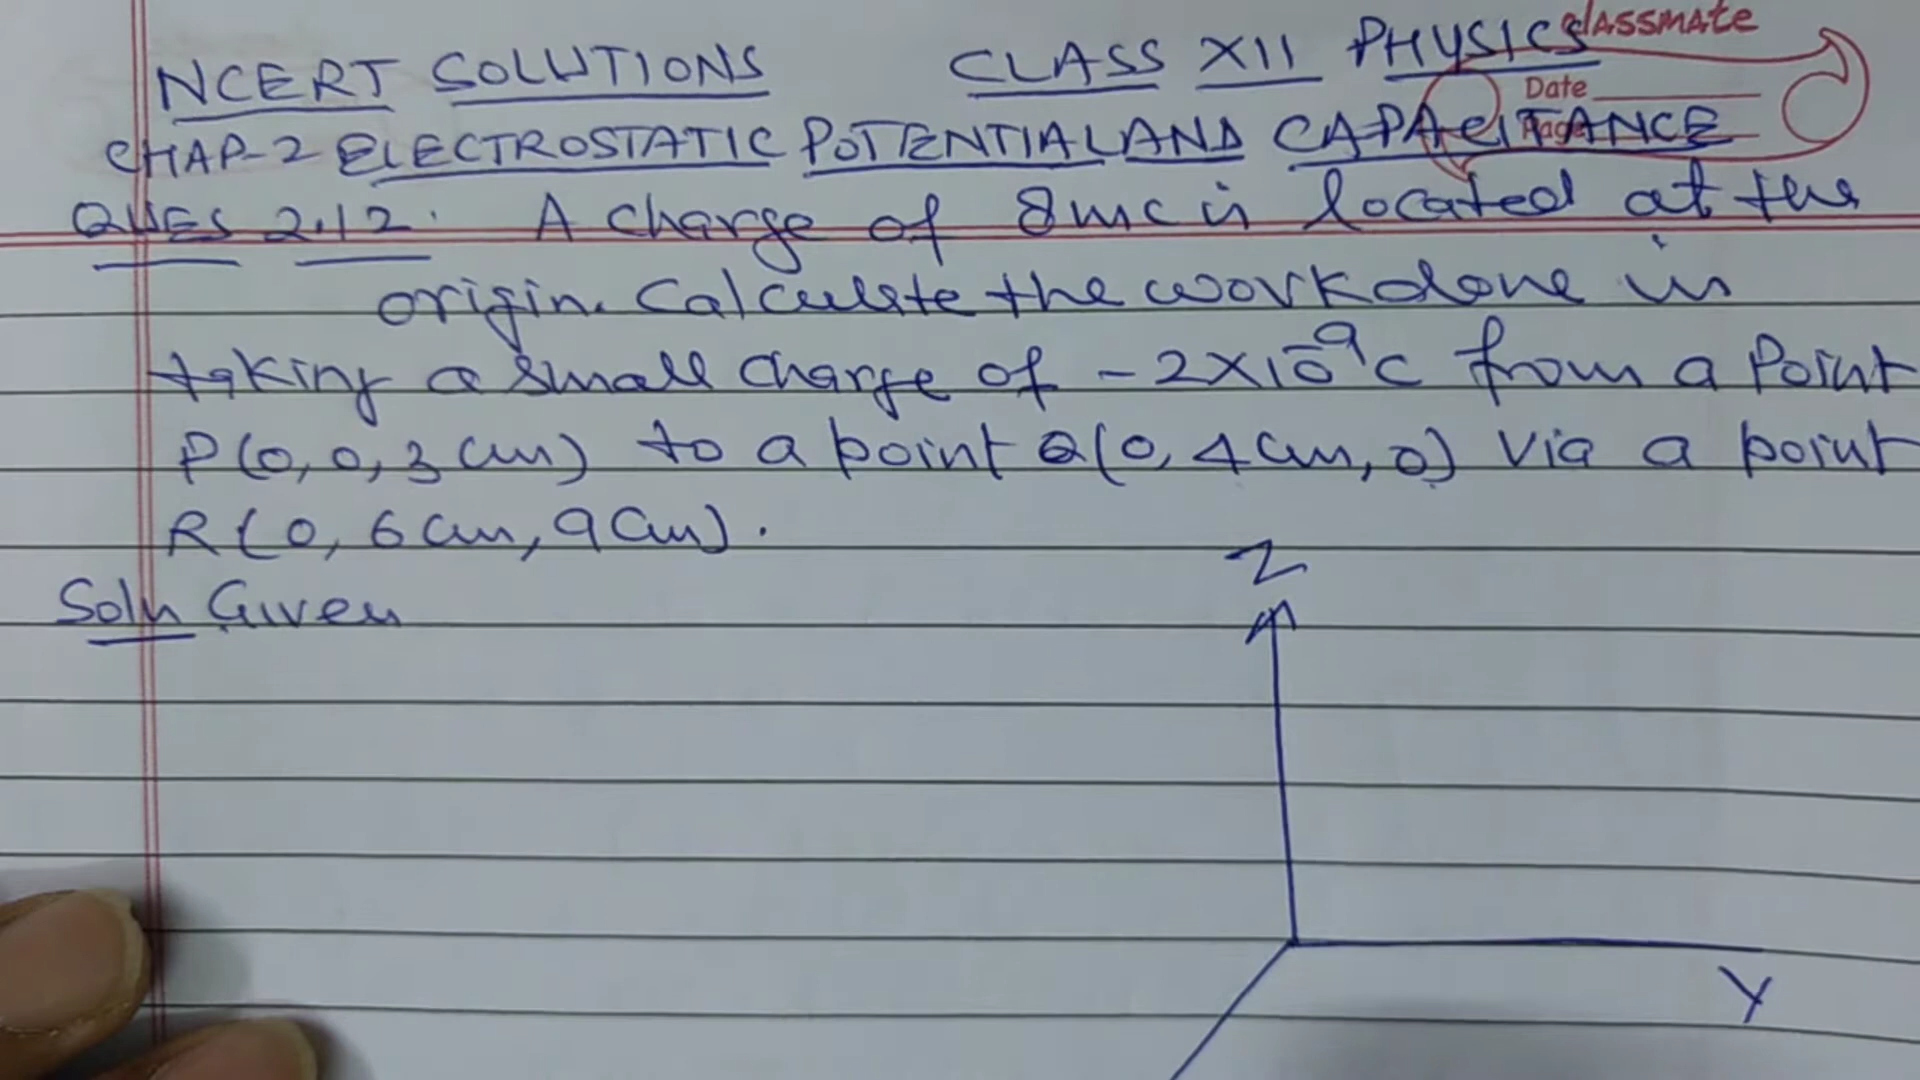 classmate
NCERT SOLUTIONS CLASS XII PHYSICS
Date
CHAP-2 ELECTROSTATIC POTENTIAL AND CAPACITANCE
Page
QUES 2.12. A charge of 8mc is located at the
origin. Calculate the work done in
taking a small charge of -2×10⁻⁹C from a Point
P(0,0,3cm) to a point Q(0,4cm,0) via a point
R(0,6cm,9cm).
Z
Soln Given
Y